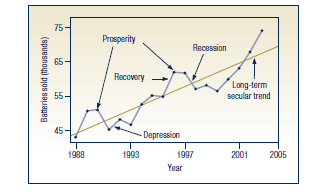 75
65
55
45
Batteries sold (thousands)
Prosperity
Recession
Recovery
Long-term
secular trend
Depression
1988 1993 1997 2001 2005
Year